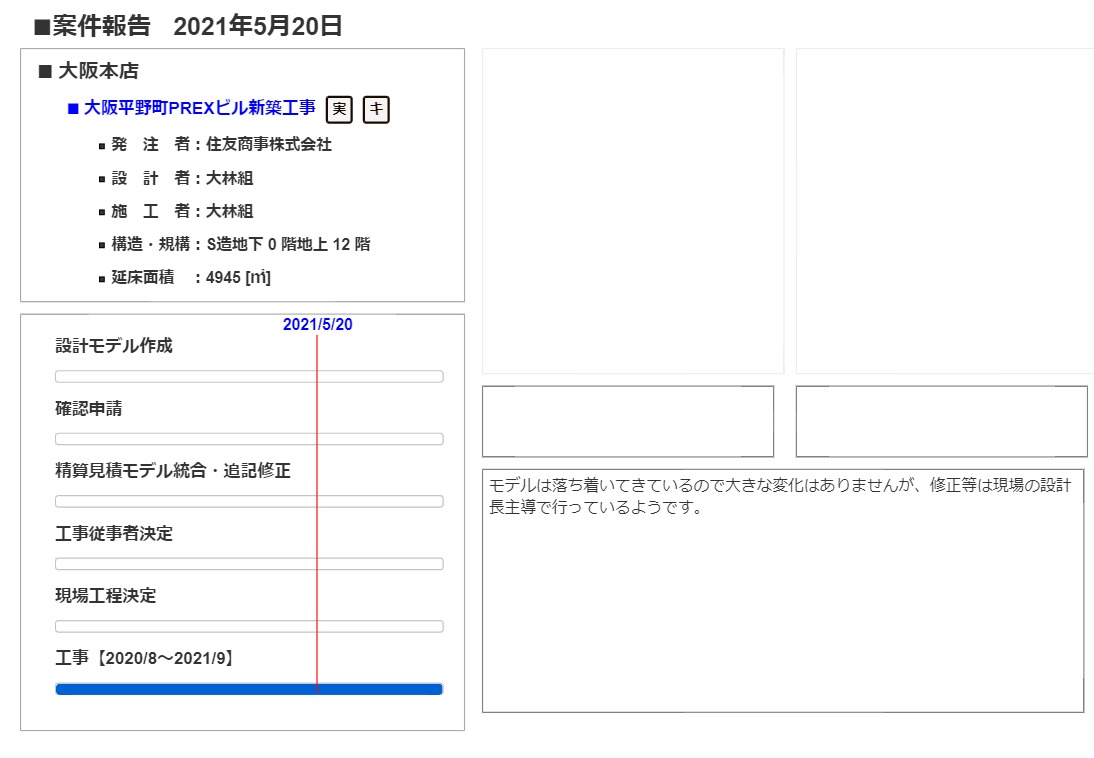 ■案件報告 2021年5月20日
■ 大阪本店
■ 大阪平野町PREXビル新築工事 実 キ
▪ 発 注 者：住友商事株式会社
▪ 設 計 者：大林組
▪ 施 工 者：大林組
▪ 構造・規構：S造地下 0 階地上 12 階
▪ 延床面積 ：4945 [㎡]
2021/5/20
設計モデル作成
確認申請
精算見積モデル統合・追記修正
工事従事者決定
現場工程決定
工事【2020/8～2021/9】
モデルは落ち着いてきているので大きな変化はありませんが、修正等は現場の設計
長主導で行っているようです。